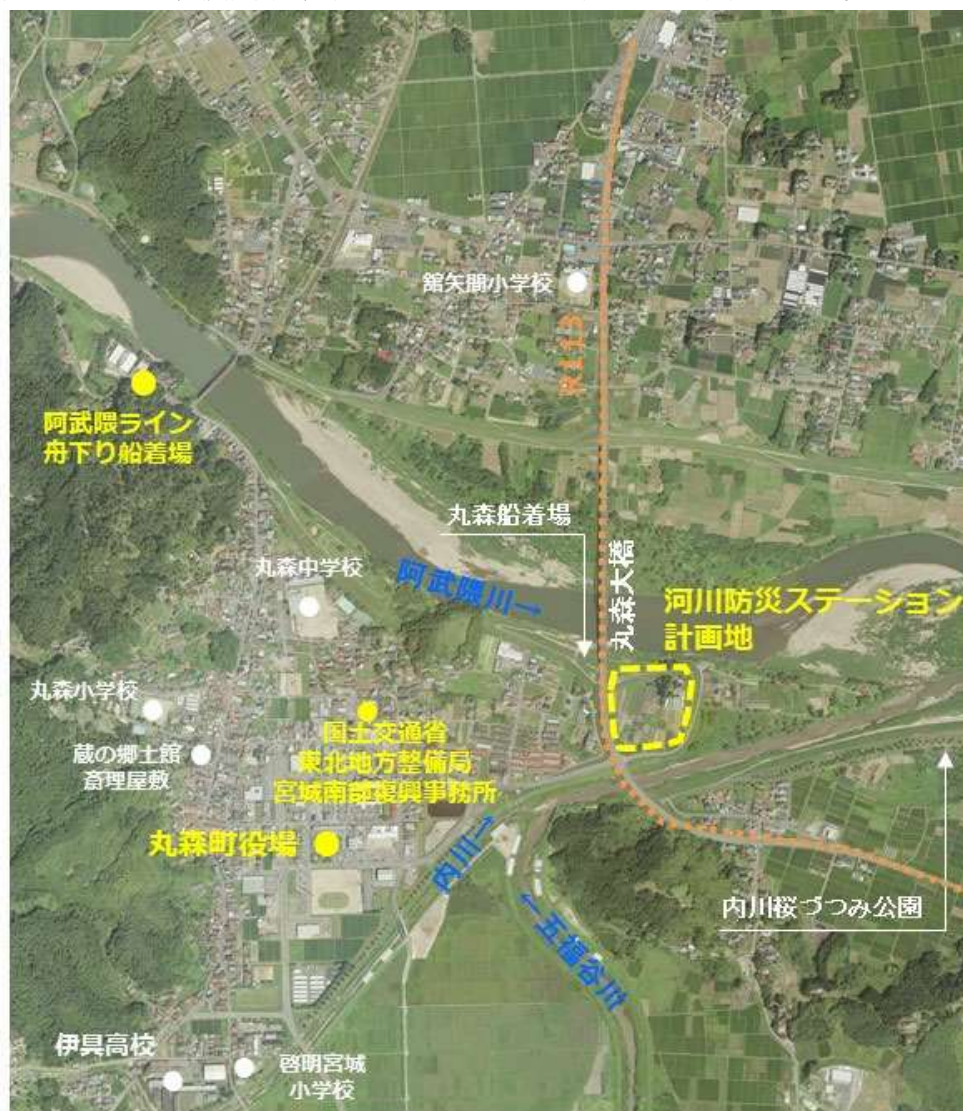 舘矢間小学校
R113
阿武隈ライン
舟下り船着場
丸森船着場
丸森大橋
丸森中学校
阿武隈川→
河川防災ステーション
計画地
丸森小学校
国土交通省
東北地方整備局
宮城南部復興事務所
蔵の郷土館
斎理屋敷
丸森町役場
内川→
内川桜づつみ公園
←五福谷川
伊具高校
啓明宮城
小学校